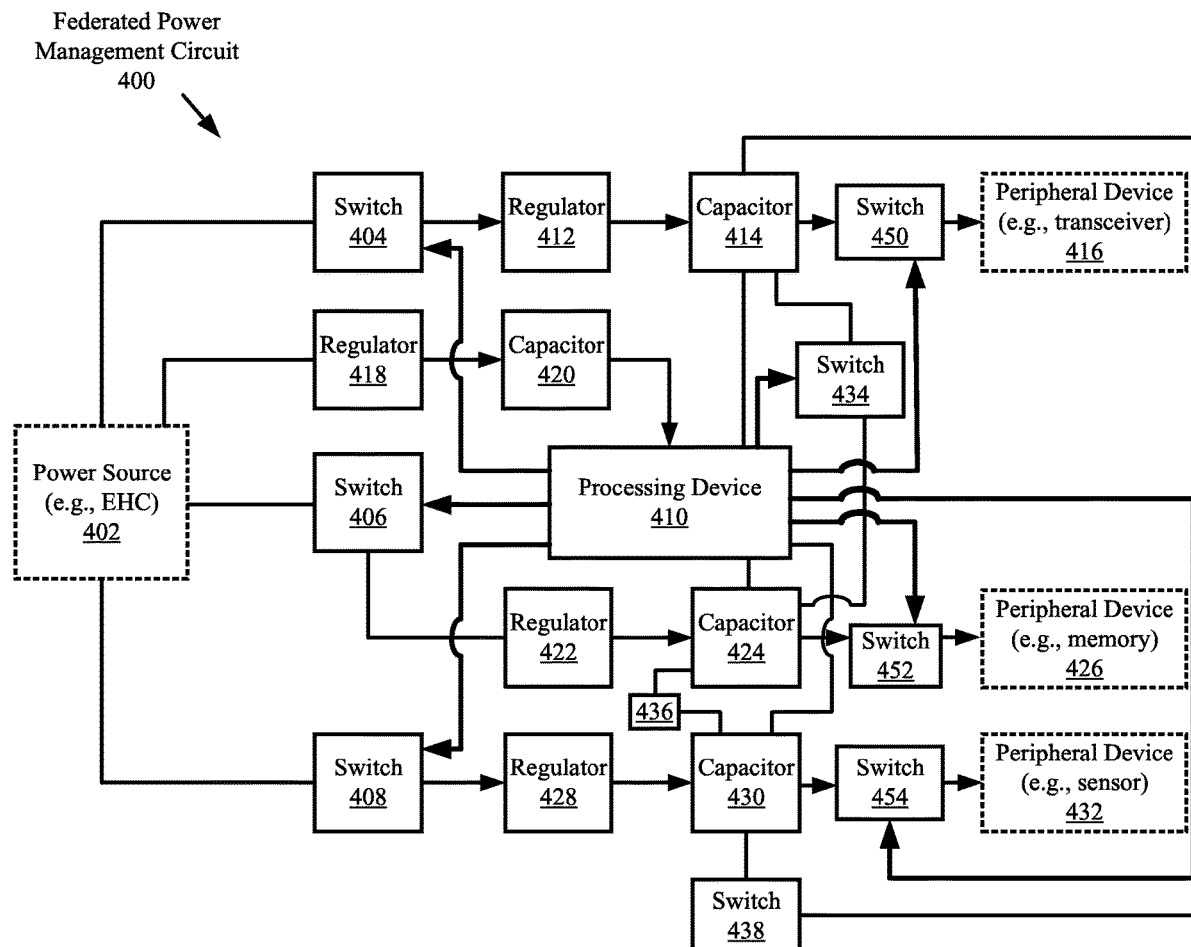 Federated Power
Management Circuit
400
Switch
404
Regulator
412
Capacitor
414
Switch
450
Peripheral Device
(e.g., transceiver)
416
Regulator
418
Capacitor
420
Switch
434
Power Source
(e.g., EHC)
402
Switch
406
Processing Device
410
Regulator
422
Capacitor
424
Switch
452
Peripheral Device
(e.g., memory)
426
436
Switch
408
Regulator
428
Capacitor
430
Switch
454
Peripheral Device
(e.g., sensor)
432
Switch
438